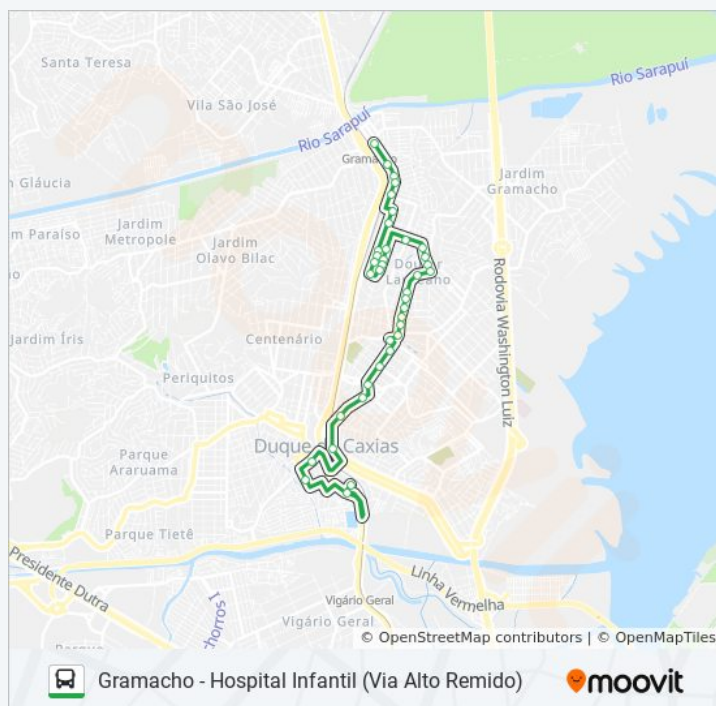 Santa Teresa
Rio Sarapuí
Vila São José
Rio Sarapuí
Gramacho
Jardim
Gramacho
Gláucia
Jardim
Metropole
Paraíso
Jardim
Olavo Bilac
Rodovia Washington Luiz
Jardim Íris
Centenário
Periquitos
Duque
Caxias
Parque
Araruama
Parque Tietê
Presidente Dutra
Linha Vermelha
Vigário Geral
Vigário Geral
© OpenStreetMap contributors | © OpenMapTiles
Gramacho - Hospital Infantil (Via Alto Remido)
moovit